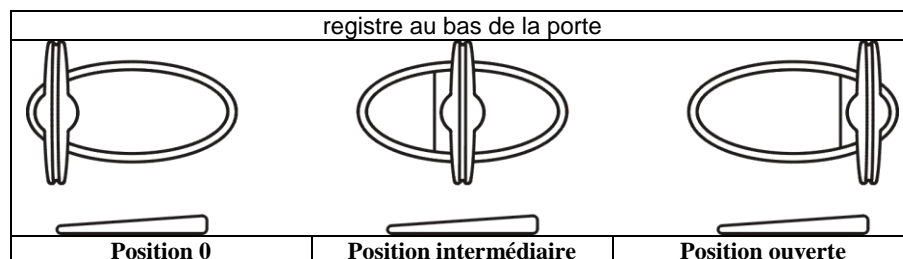 registre au bas de la porte
Position 0 Position intermédiaire Position ouverte